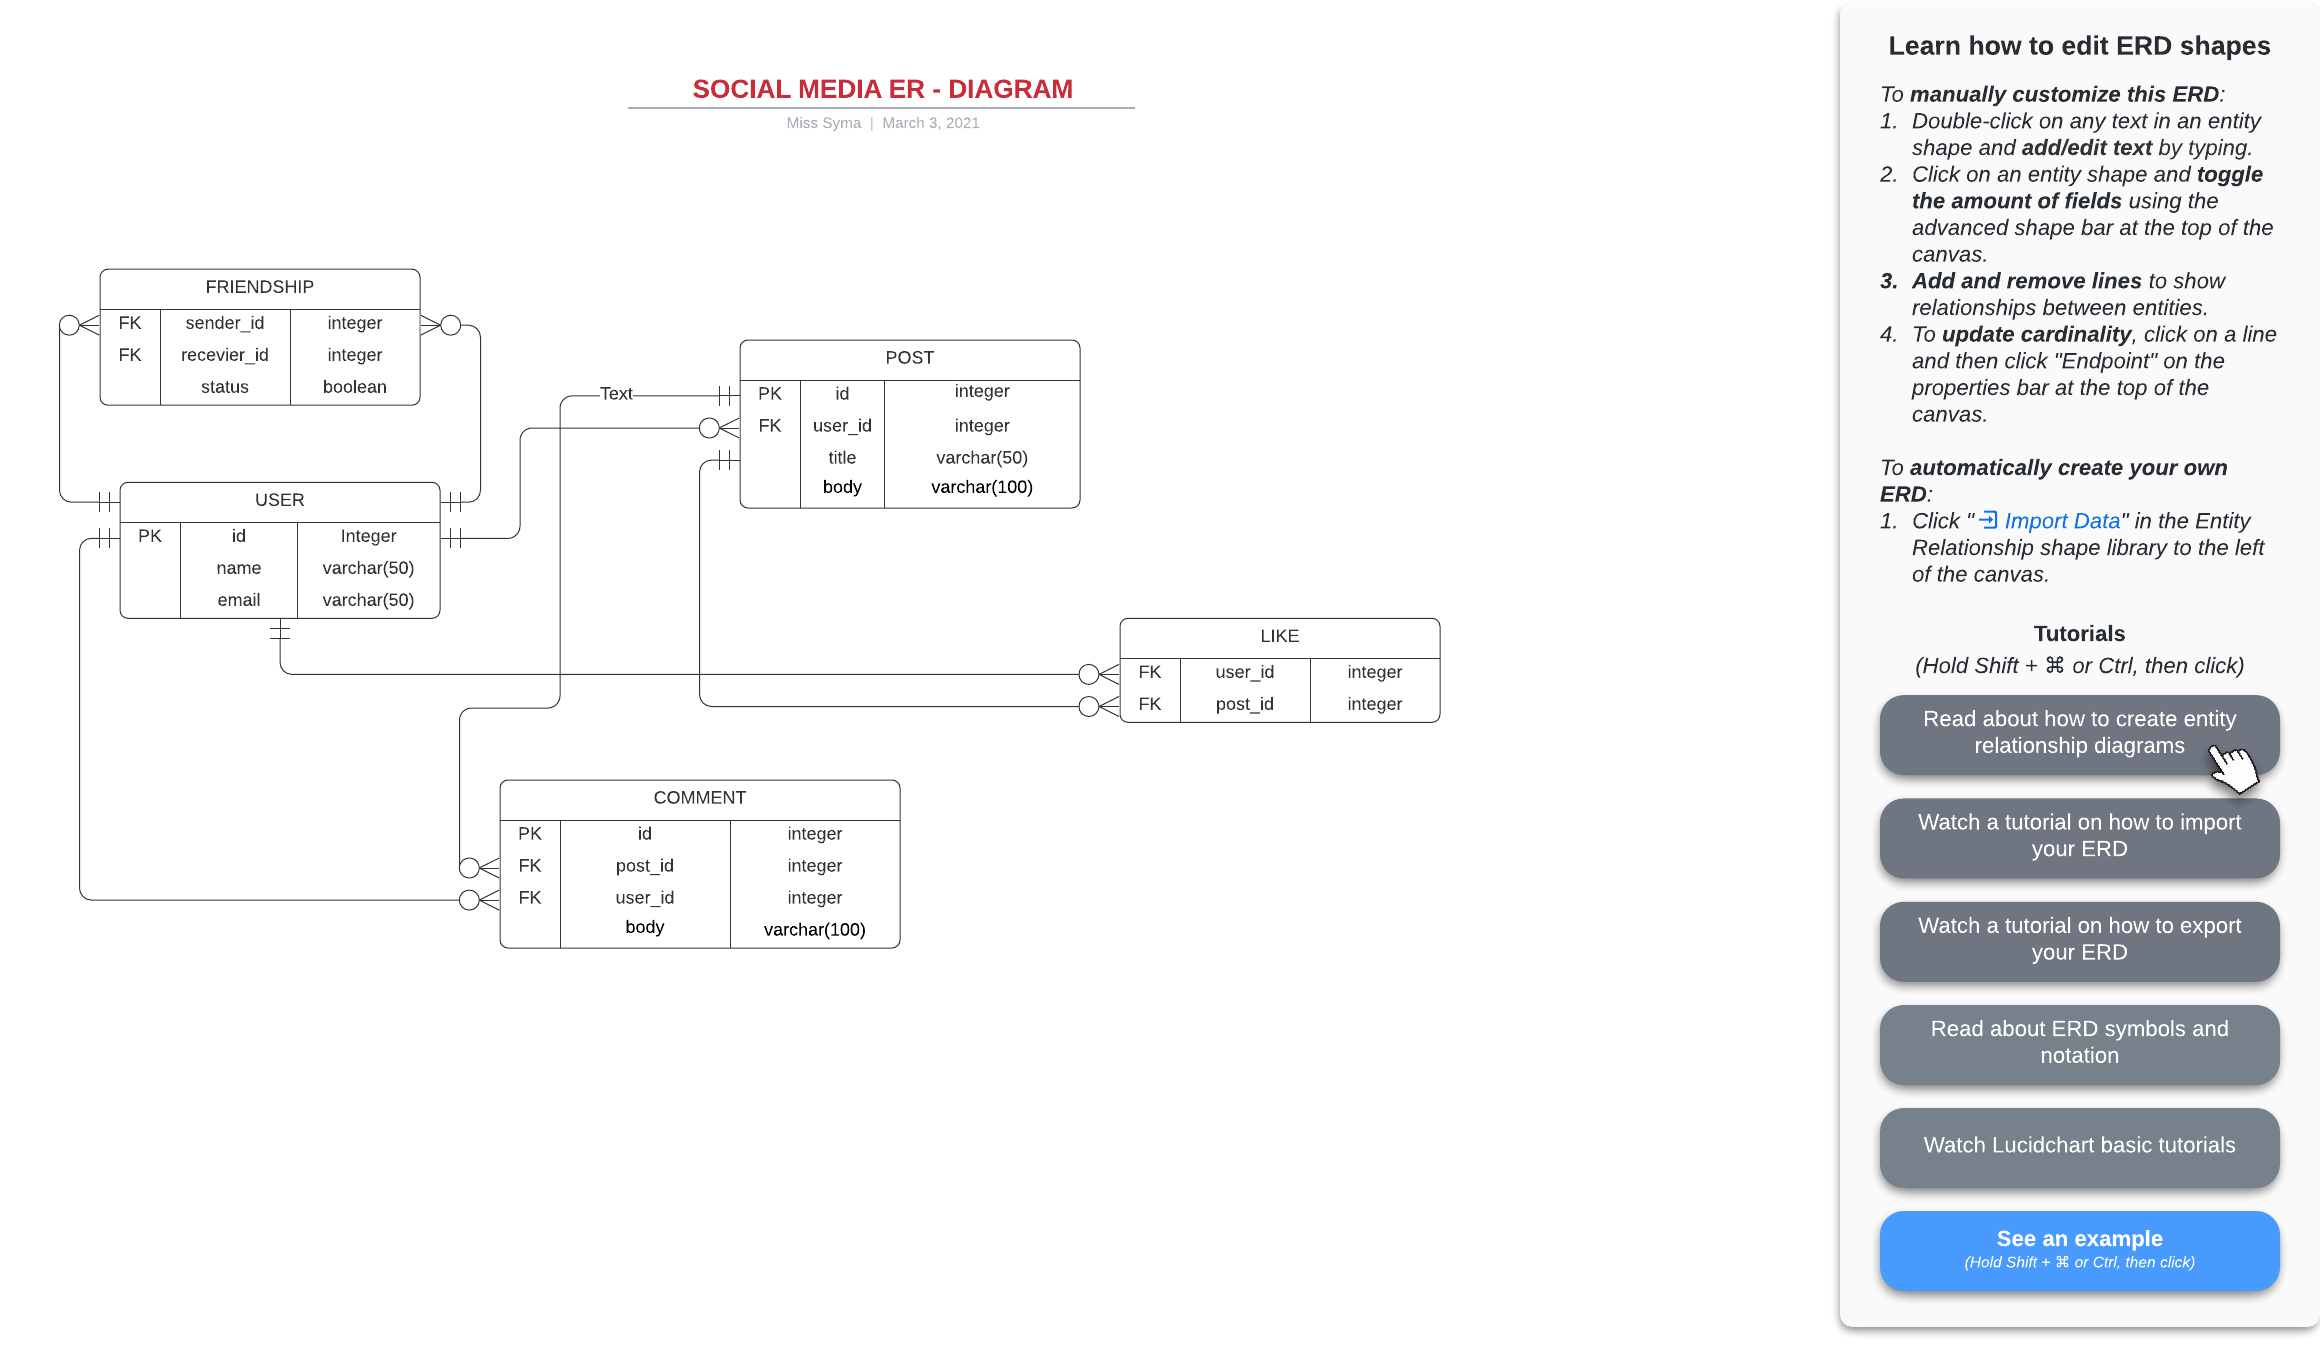 SOCIAL MEDIA ER - DIAGRAM
Miss Syma | March 3, 2021
FRIENDSHIP
FK sender_id integer
FK recevier_id integer
status boolean
USER
PK id Integer
name varchar(50)
email varchar(50)
Text
POST
PK id integer
FK user_id integer
title varchar(50)
body varchar(100)
LIKE
FK user_id integer
FK post_id integer
COMMENT
PK id integer
FK post_id integer
FK user_id integer
body varchar(100)
Learn how to edit ERD shapes
To manually customize this ERD:
1. Double-click on any text in an entity
shape and add/edit text by typing.
2. Click on an entity shape and toggle
the amount of fields using the
advanced shape bar at the top of the
canvas.
3. Add and remove lines to show
relationships between entities.
4. To update cardinality, click on a line
and then click "Endpoint" on the
properties bar at the top of the
canvas.
To automatically create your own
ERD:
1. Click " Import Data" in the Entity
Relationship shape library to the left
of the canvas.
Tutorials
(Hold Shift + ⌘ or Ctrl, then click)
Read about how to create entity
relationship diagrams
Watch a tutorial on how to import
your ERD
Watch a tutorial on how to export
your ERD
Read about ERD symbols and
notation
Watch Lucidchart basic tutorials
See an example
(Hold Shift + ⌘ or Ctrl, then click)